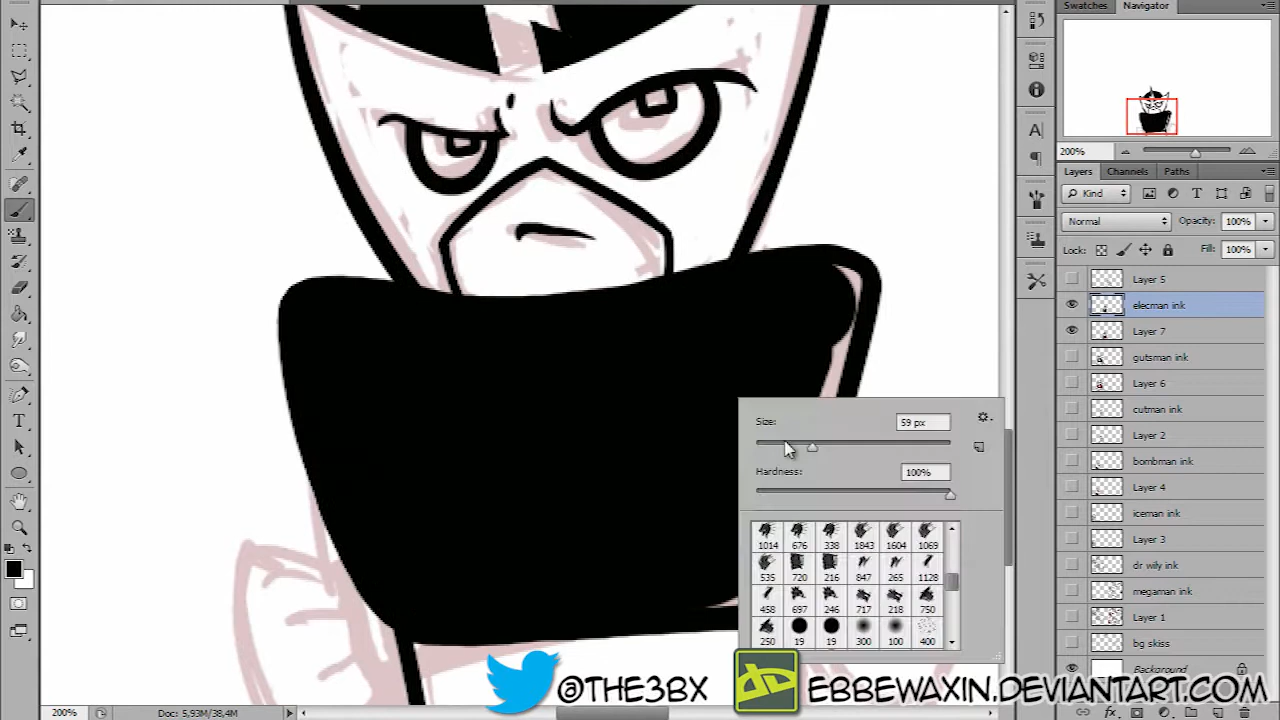 Swatches Navigator
200%
Layers Channels Paths
Kind
Normal Opacity: 100%
Lock: Fill: 100%
Layer 5
elecman ink
Layer 7
gutsman ink
Layer 6
cutman ink
Layer 2
bombman ink
Layer 4
iceman ink
Layer 3
dr wily ink
megaman ink
Layer 1
bg skiss
Background
Size: 59 px
Hardness: 100%
1014 676 338 1843 1604 1069
535 720 216 847 265 1128
458 697 246 717 218 750
250 19 19 300 100 400
@THE3BX
EBBEWAXIN.DEVIANTART.COM
200% Doc: 5,93M/38,4M